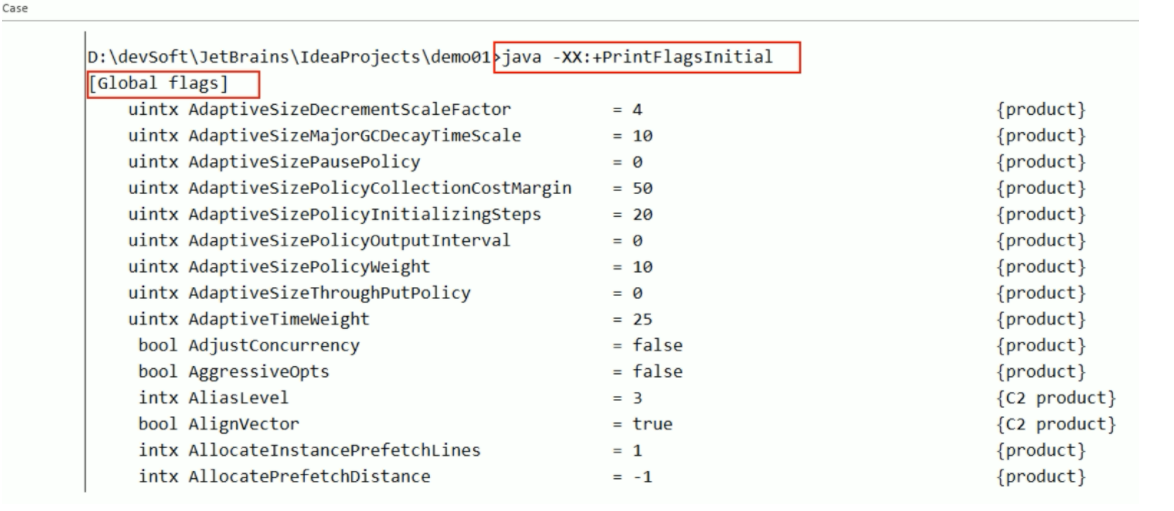 Case
D:\devSoft\JetBrains\IdeaProjects\demo01>java -XX:+PrintFlagsInitial
[Global flags]
uintx AdaptiveSizeDecrementScaleFactor = 4 {product}
uintx AdaptiveSizeMajorGCDecayTimeScale = 10 {product}
uintx AdaptiveSizePausePolicy = 0 {product}
uintx AdaptiveSizePolicyCollectionCostMargin = 50 {product}
uintx AdaptiveSizePolicyInitializingSteps = 20 {product}
uintx AdaptiveSizePolicyOutputInterval = 0 {product}
uintx AdaptiveSizePolicyWeight = 10 {product}
uintx AdaptiveSizeThroughPutPolicy = 0 {product}
uintx AdaptiveTimeWeight = 25 {product}
bool AdjustConcurrency = false {product}
bool AggressiveOpts = false {product}
intx AliasLevel = 3 {C2 product}
bool AlignVector = true {C2 product}
intx AllocateInstancePrefetchLines = 1 {product}
intx AllocatePrefetchDistance = -1 {product}